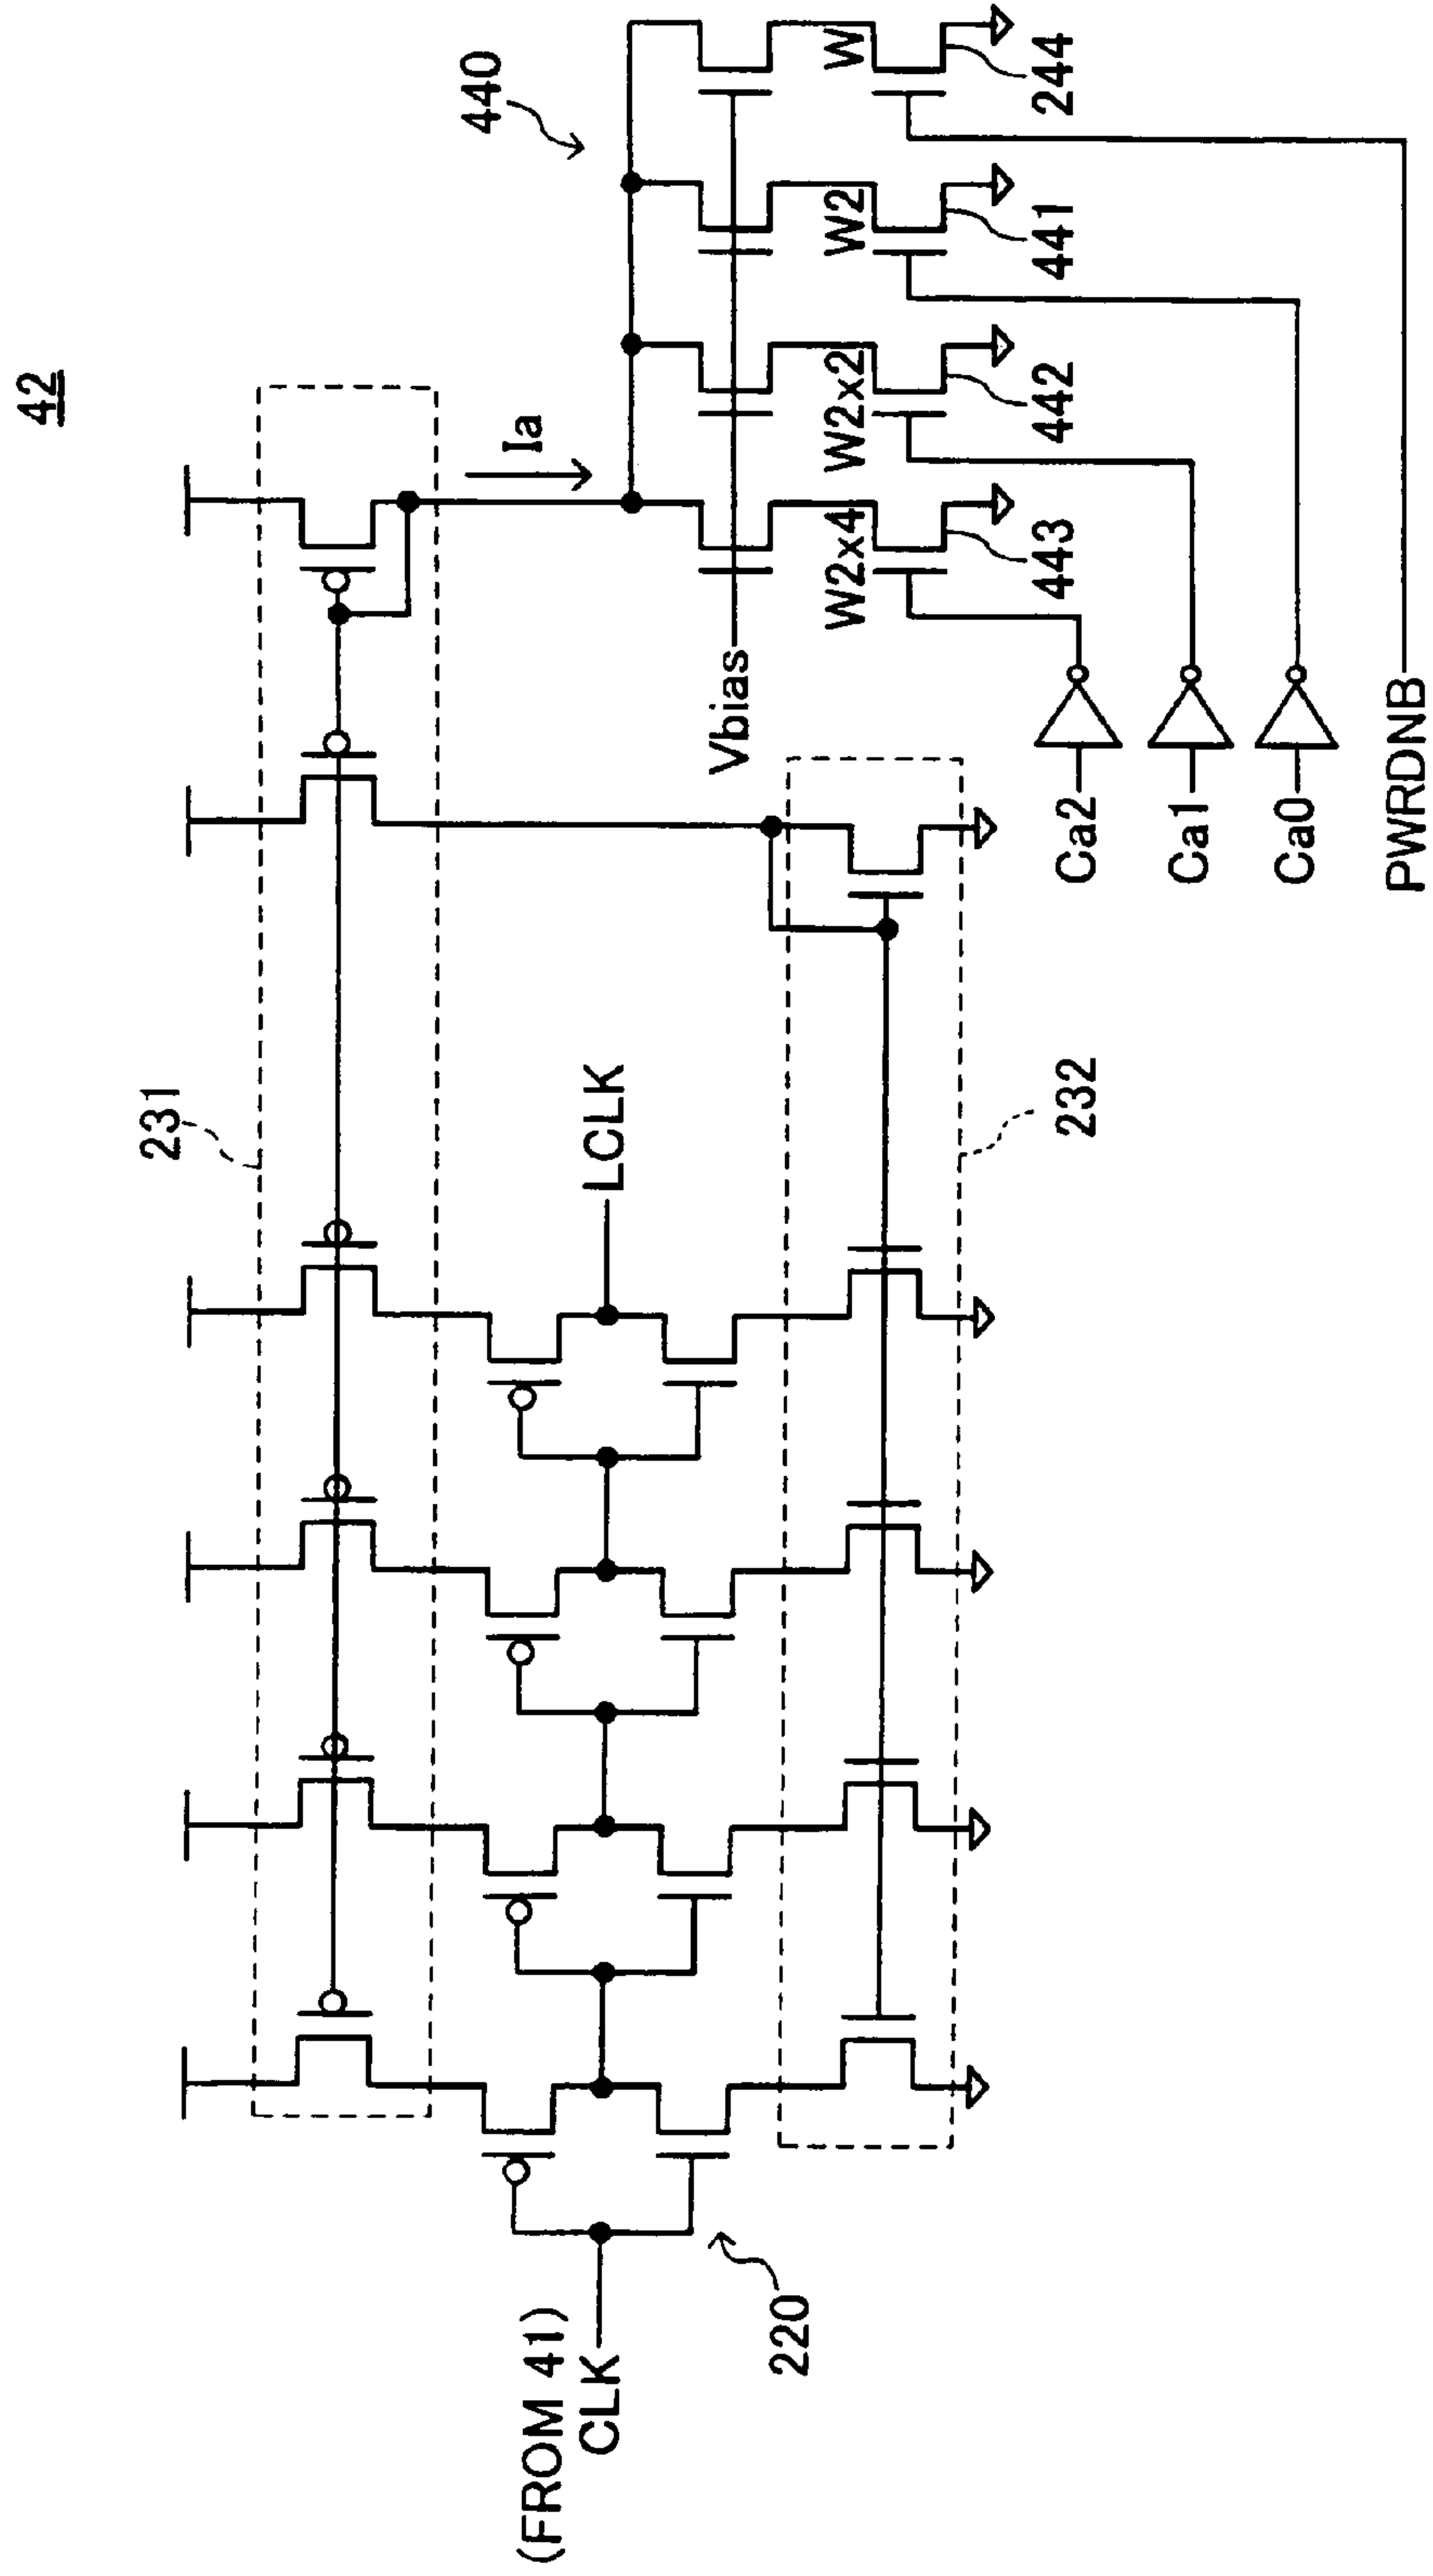 42
231
440
Ia
(FROM 41)
CLK
LCLK
Vbias
W2x4
W2x2
W2
W
443
442
441
244
220
232
Ca2
Ca1
Ca0
PWRDNB